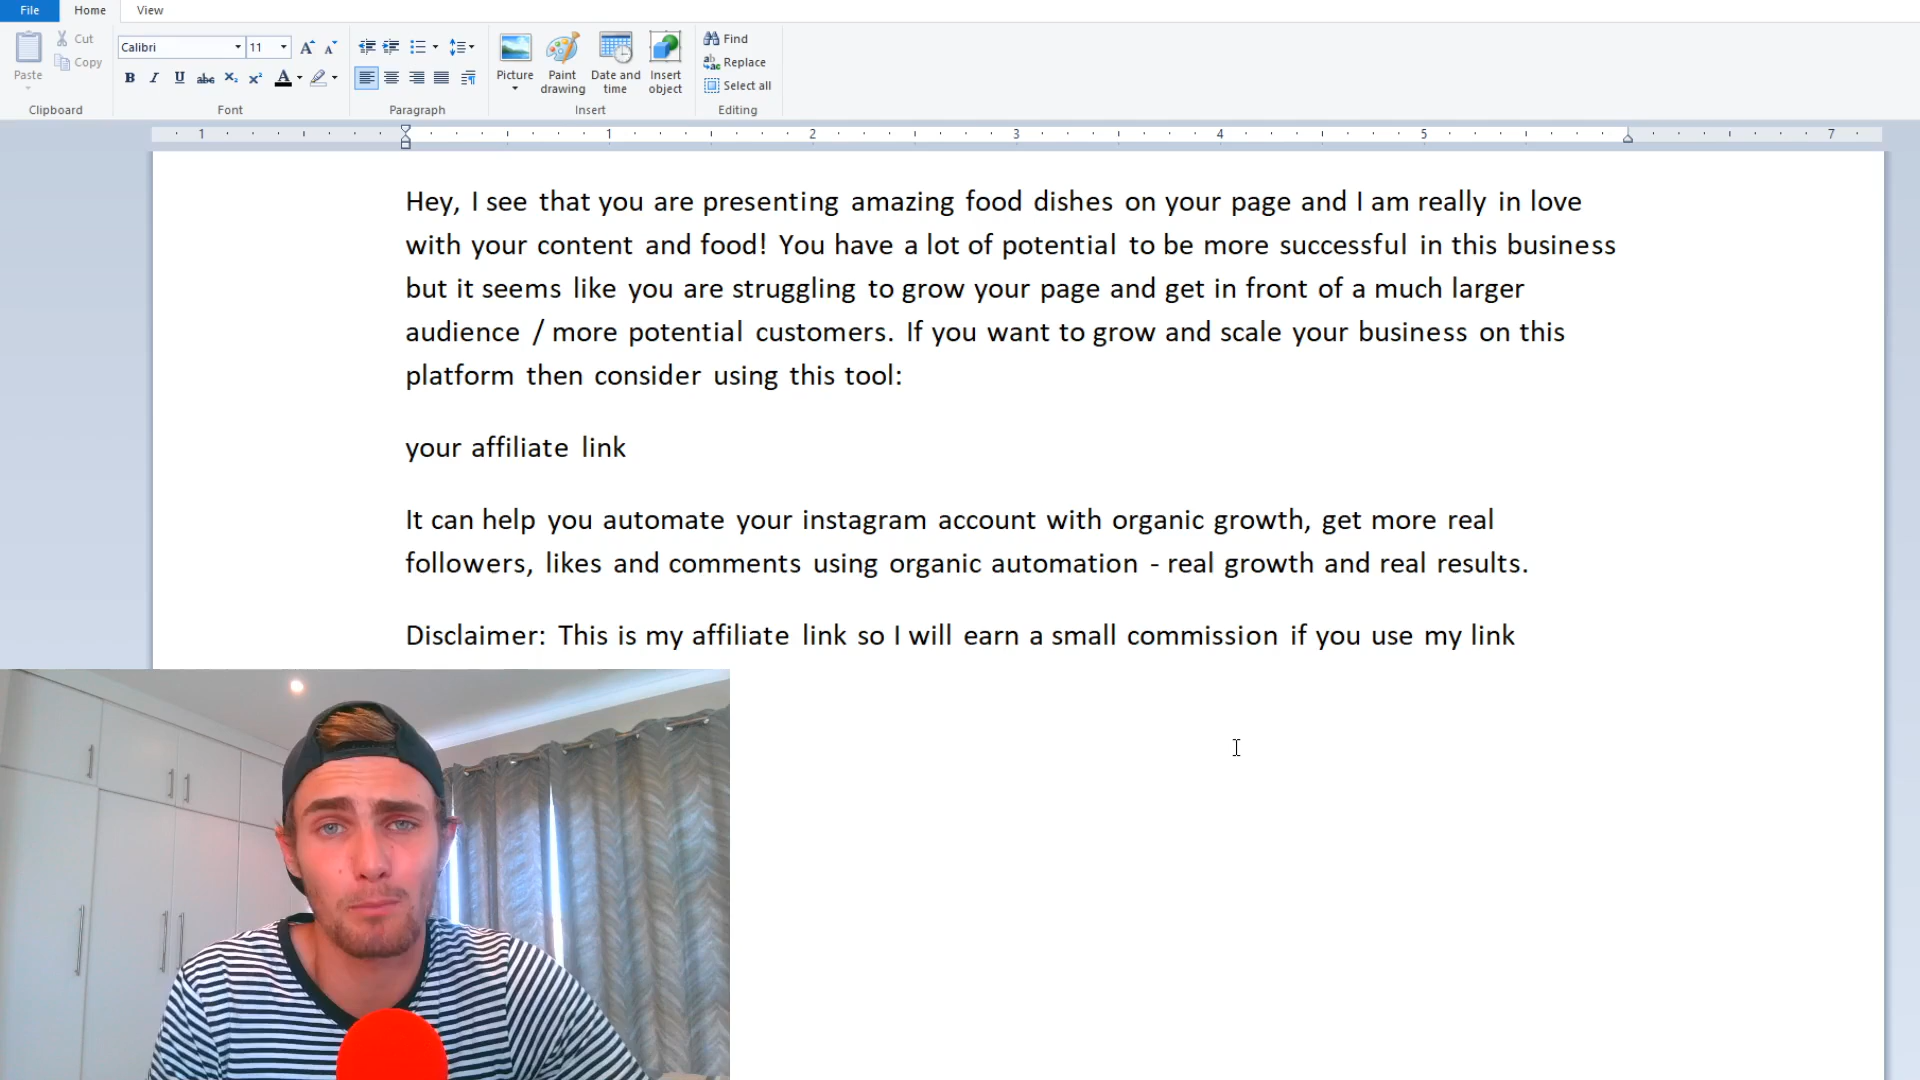 File Home View
Cut
Calibri 11
Find
Copy
Replace
Paste
Picture Paint drawing Date and time Insert object
Select all
Clipboard Font Paragraph Insert Editing
1 1 2 3 4 5 7
Hey, I see that you are presenting amazing food dishes on your page and I am really in love
with your content and food! You have a lot of potential to be more successful in this business
but it seems like you are struggling to grow your page and get in front of a much larger
audience / more potential customers. If you want to grow and scale your business on this
platform then consider using this tool:
your affiliate link
It can help you automate your instagram account with organic growth, get more real
followers, likes and comments using organic automation - real growth and real results.
Disclaimer: This is my affiliate link so I will earn a small commission if you use my link